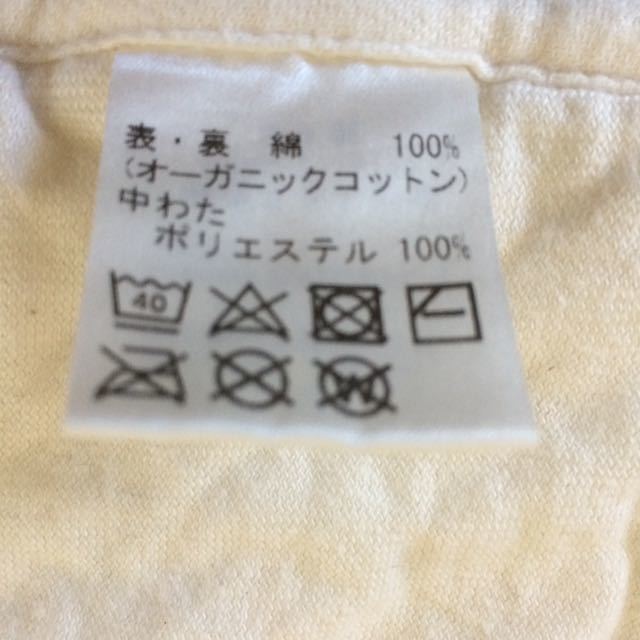 表・裏 綿 100%
(オーガニックコットン)
中わた
ポリエステル 100%
40
W